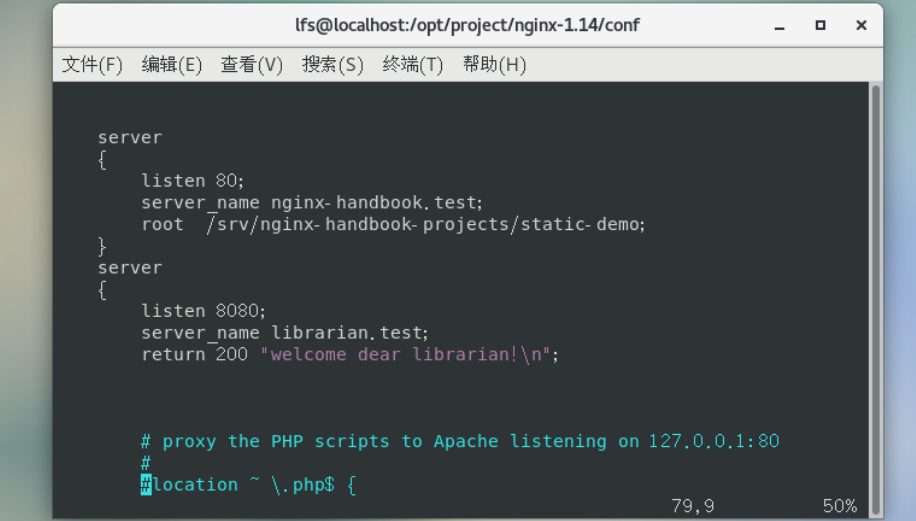 lfs@localhost:/opt/project/nginx-1.14/conf
文件(F) 编辑(E) 查看(V) 搜索(S) 终端(T) 帮助(H)
server
{
listen 80;
server_name nginx-handbook.test;
root  /srv/nginx-handbook-projects/static-demo;
}
server
{
listen 8080;
server_name librarian.test;
return 200 "welcome dear librarian!\n";
# proxy the PHP scripts to Apache listening on 127.0.0.1:80
#
#location ~ \.php$ {
79,9 50%